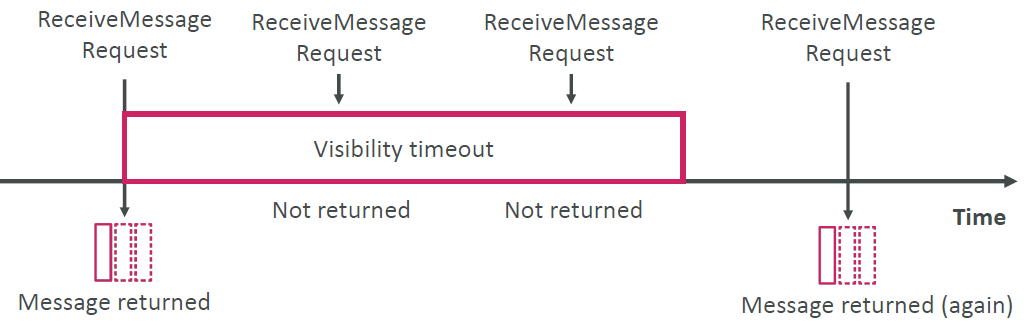 ReceiveMessage
Request
ReceiveMessage
Request
ReceiveMessage
Request
ReceiveMessage
Request
Visibility timeout
Not returned
Not returned
Time
Message returned
Message returned (again)